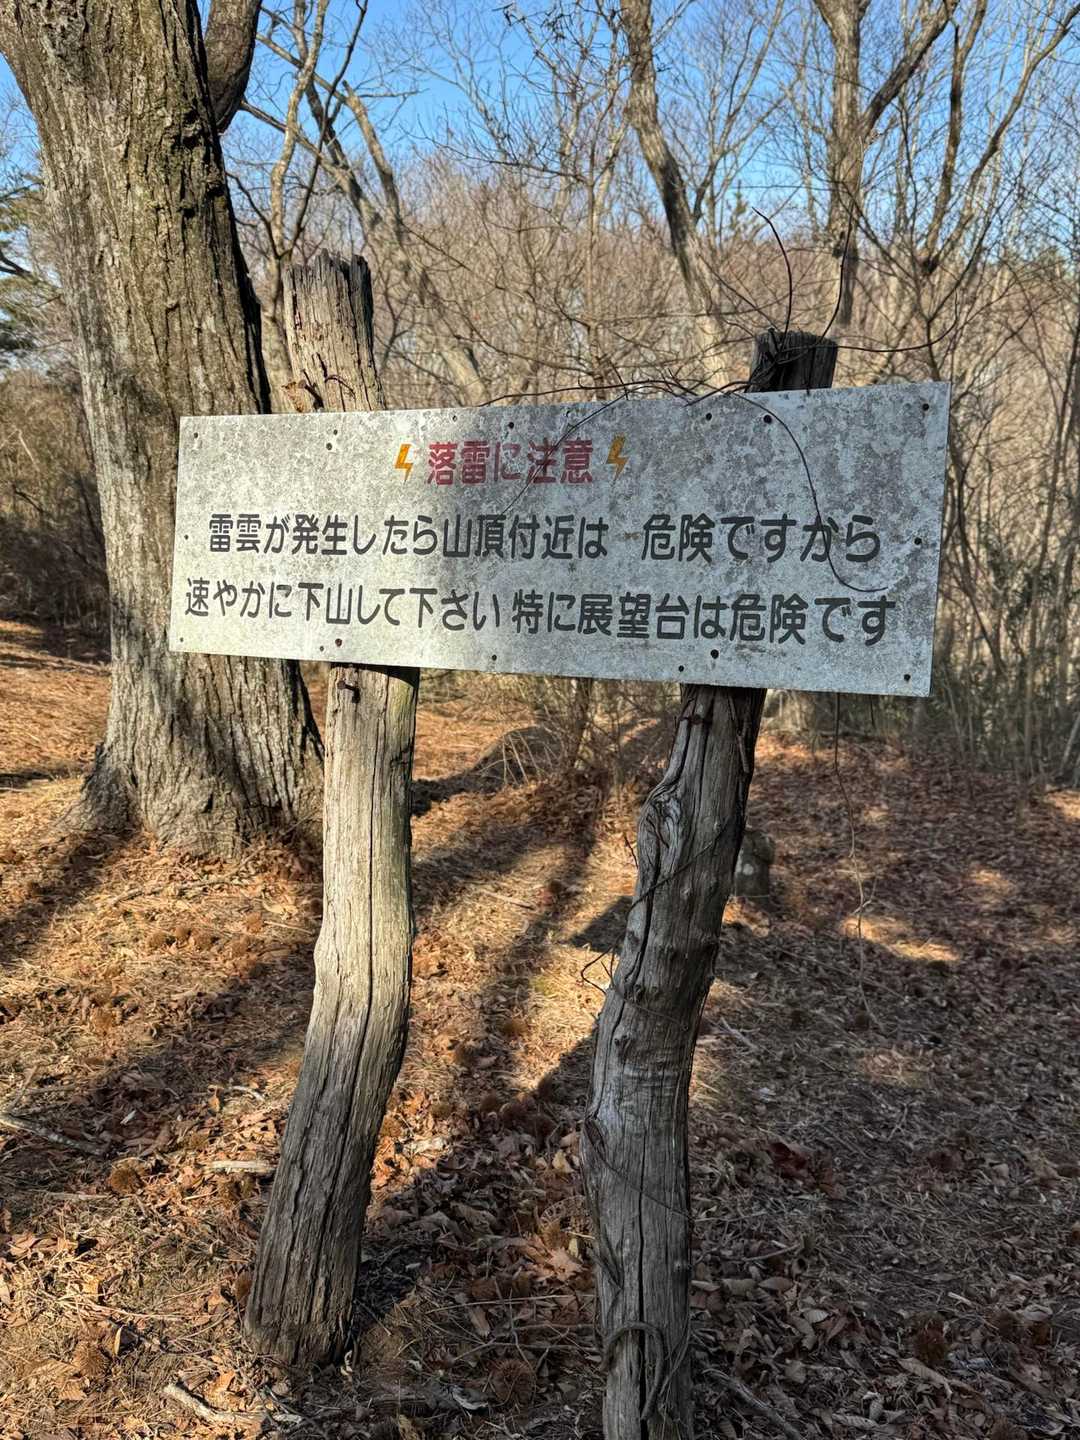 落雷に注意
雷雲が発生したら山頂付近は 危険ですから
速やかに下山して下さい 特に展望台は危険です